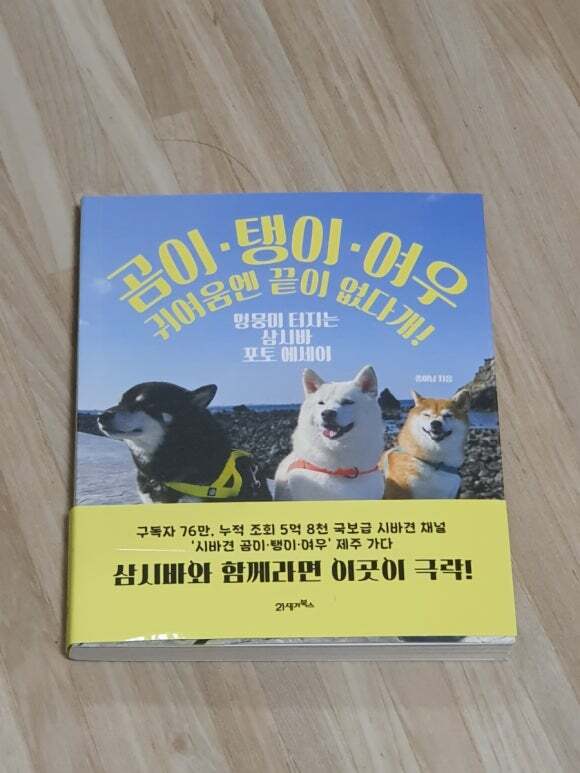 곰이·탱이·여우
귀여움엔 끝이 없다개!
멍뭉미 터지는
삼시바
포토 에세이
구독자 76만, 누적 조회 5억 8천 국보급 시바견 채널
'시바견 곰이·탱이·여우' 제주 가다
삼시바와 함께라면 이곳이 극락!
21세기북스